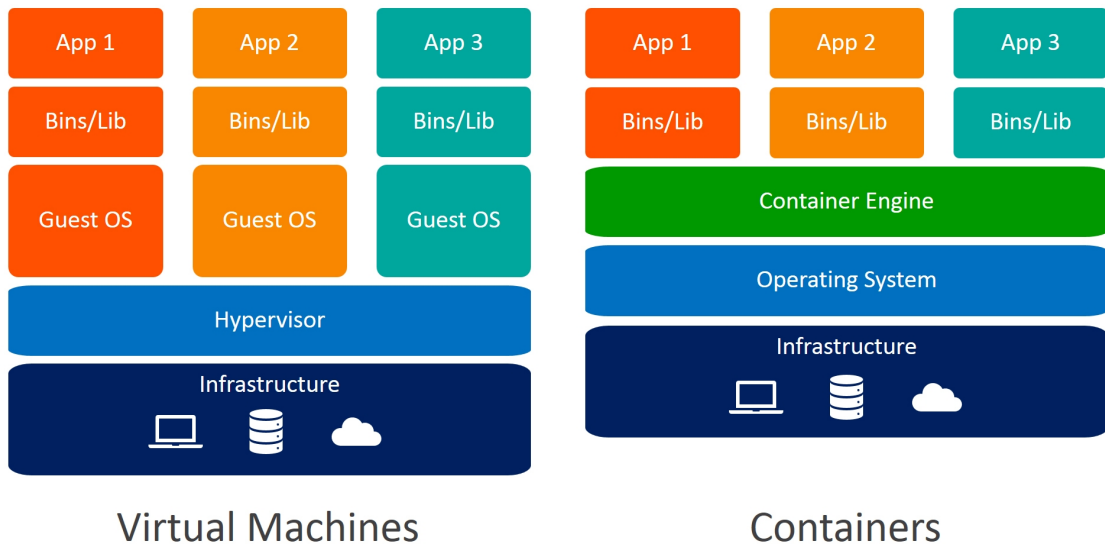 App 1
App 2
App 3
Bins/Lib
Bins/Lib
Bins/Lib
Guest OS
Guest OS
Guest OS
Hypervisor
Infrastructure
Virtual Machines
App 1
App 2
App 3
Bins/Lib
Bins/Lib
Bins/Lib
Container Engine
Operating System
Infrastructure
Containers